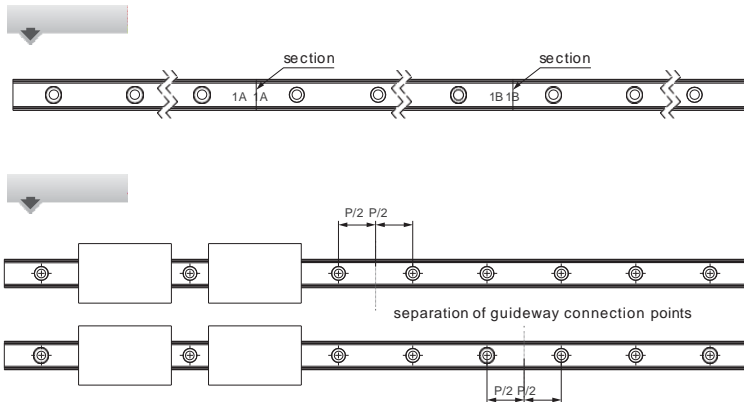 section
section
1A 1A
1B 1B
P/2 P/2
separation of guideway connection points
P/2 P/2